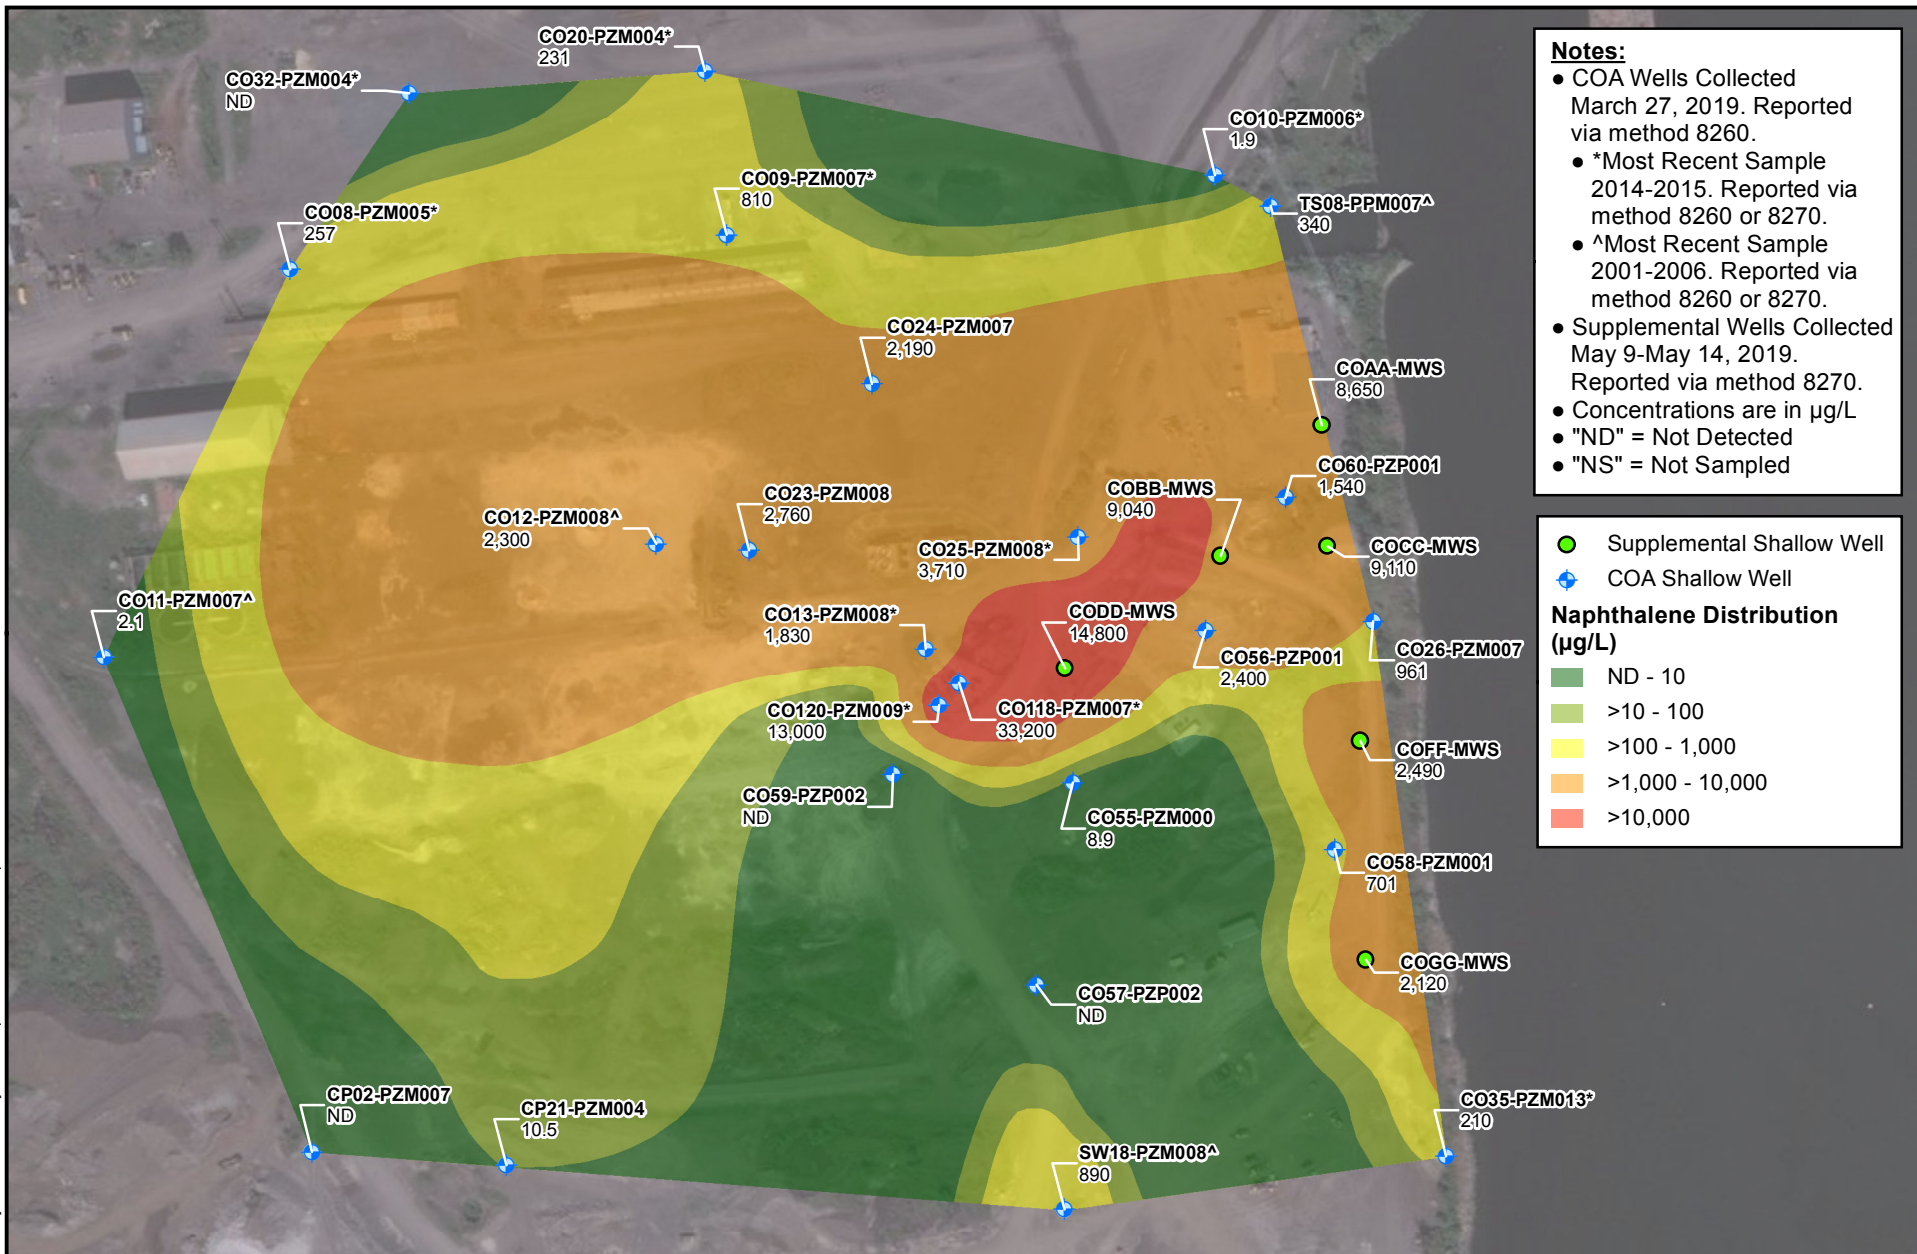 CO20-PZM004*
231
CO32-PZM004*
ND
CO10-PZM006*
1.9
CO09-PZM007*
810
TS08-PPM007^
340
CO08-PZM005*
257
CO24-PZM007
2,190
COAA-MWS
8,650
CO60-PZP001
1,540
COBB-MWS
9,040
CO23-PZM008
2,760
CO12-PZM008^
2,300
CO25-PZM008*
3,710
COCC-MWS
9,110
CO11-PZM007^
2.1
CO13-PZM008*
1,830
CODD-MWS
14,800
CO56-PZP001
2,400
CO26-PZM007
961
CO120-PZM009*
13,000
CO118-PZM007*
33,200
COFF-MWS
2,490
CO59-PZP002
ND
CO55-PZM000
8.9
CO58-PZM001
701
COGG-MWS
2,120
CO57-PZP002
ND
CP02-PZM007
ND
CP21-PZM004
10.5
CO35-PZM013*
210
SW18-PZM008^
890
Notes:
● COA Wells Collected
March 27, 2019. Reported
via method 8260.
● *Most Recent Sample
2014-2015. Reported via
method 8260 or 8270.
● ^Most Recent Sample
2001-2006. Reported via
method 8260 or 8270.
● Supplemental Wells Collected
May 9-May 14, 2019.
Reported via method 8270.
● Concentrations are in µg/L
● "ND" = Not Detected
● "NS" = Not Sampled
Supplemental Shallow Well
COA Shallow Well
Naphthalene Distribution
(µg/L)
ND - 10
>10 - 100
>100 - 1,000
>1,000 - 10,000
>10,000